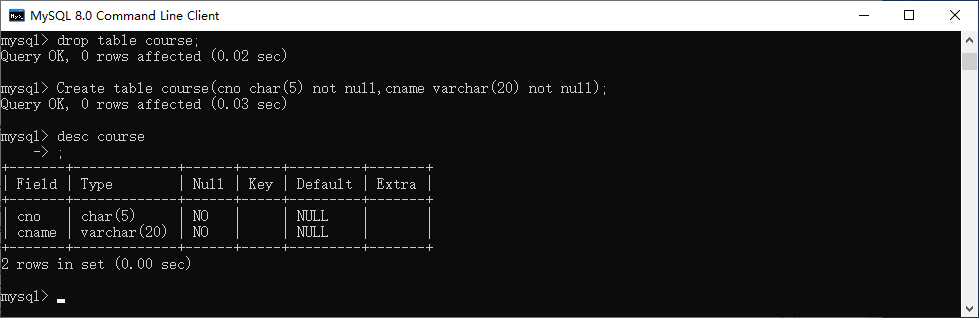 MySQL 8.0 Command Line Client
mysql> drop table course;
Query OK, 0 rows affected (0.02 sec)
mysql> Create table course(cno char(5) not null,cname varchar(20) not null);
Query OK, 0 rows affected (0.03 sec)
mysql> desc course
    -> ;
+-------+-------------+------+-----+---------+-------+
| Field | Type        | Null | Key | Default | Extra |
+-------+-------------+------+-----+---------+-------+
| cno   | char(5)     | NO   |     | NULL    |       |
| cname | varchar(20) | NO   |     | NULL    |       |
+-------+-------------+------+-----+---------+-------+
2 rows in set (0.00 sec)
mysql>